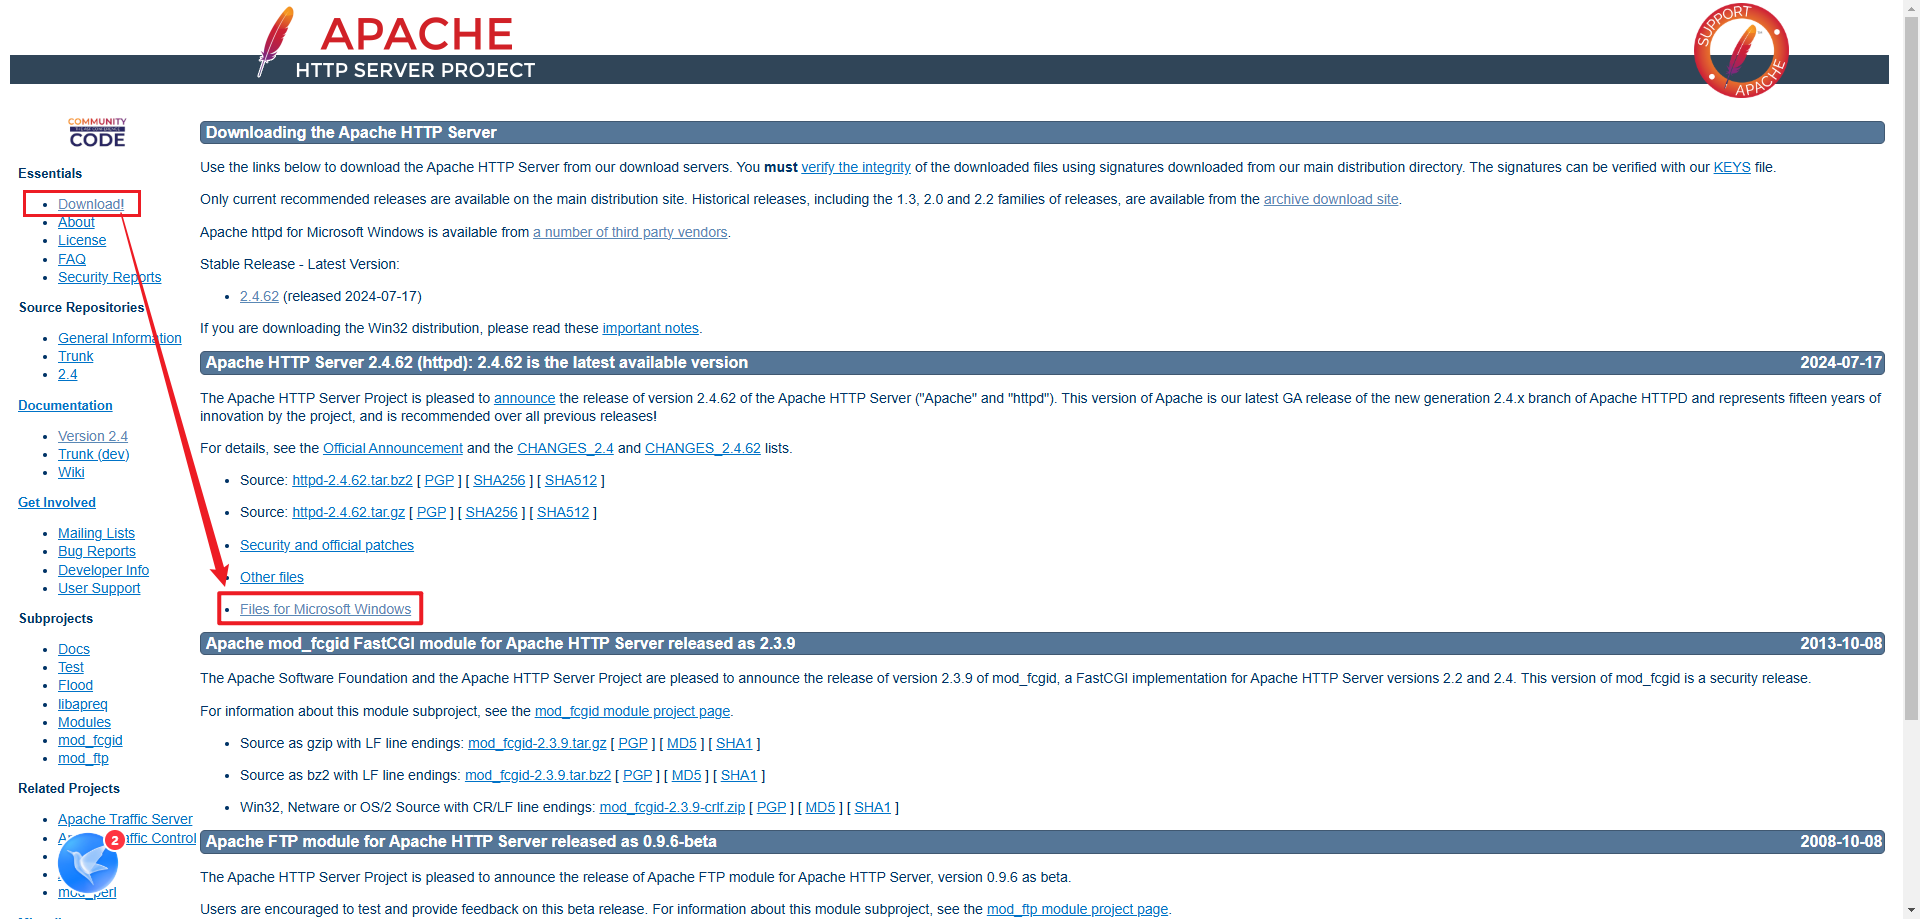 APACHE
HTTP SERVER PROJECT
SUPPORT
APACHE
COMMUNITY
CODE
Essentials
Download!
About
License
FAQ
Security Reports
Source Repositories
General Information
Trunk
2.4
Documentation
Version 2.4
Trunk (dev)
Wiki
Get Involved
Mailing Lists
Bug Reports
Developer Info
User Support
Subprojects
Docs
Test
Flood
libapreq
Modules
mod_fcgid
mod_ftp
Related Projects
Apache Traffic Server
affic Control
2
Downloading the Apache HTTP Server
Use the links below to download the Apache HTTP Server from our download servers. You must verify the integrity of the downloaded files using signatures downloaded from our main distribution directory. The signatures can be verified with our KEYS file.
Only current recommended releases are available on the main distribution site. Historical releases, including the 1.3, 2.0 and 2.2 families of releases, are available from the archive download site.
Apache httpd for Microsoft Windows is available from a number of third party vendors.
Stable Release - Latest Version:
2.4.62 (released 2024-07-17)
If you are downloading the Win32 distribution, please read these important notes.
Apache HTTP Server 2.4.62 (httpd): 2.4.62 is the latest available version 2024-07-17
The Apache HTTP Server Project is pleased to announce the release of version 2.4.62 of the Apache HTTP Server ("Apache" and "httpd"). This version of Apache is our latest GA release of the new generation 2.4.x branch of Apache HTTPD and represents fifteen years of
innovation by the project, and is recommended over all previous releases!
For details, see the Official Announcement and the CHANGES_2.4 and CHANGES_2.4.62 lists.
Source: httpd-2.4.62.tar.bz2 [ PGP ] [ SHA256 ] [ SHA512 ]
Source: httpd-2.4.62.tar.gz [ PGP ] [ SHA256 ] [ SHA512 ]
Security and official patches
Other files
Files for Microsoft Windows
Apache mod_fcgid FastCGI module for Apache HTTP Server released as 2.3.9 2013-10-08
The Apache Software Foundation and the Apache HTTP Server Project are pleased to announce the release of version 2.3.9 of mod_fcgid, a FastCGI implementation for Apache HTTP Server versions 2.2 and 2.4. This version of mod_fcgid is a security release.
For information about this module subproject, see the mod_fcgid module project page.
Source as gzip with LF line endings: mod_fcgid-2.3.9.tar.gz [ PGP ] [ MD5 ] [ SHA1 ]
Source as bz2 with LF line endings: mod_fcgid-2.3.9.tar.bz2 [ PGP ] [ MD5 ] [ SHA1 ]
Win32, Netware or OS/2 Source with CR/LF line endings: mod_fcgid-2.3.9-crlf.zip [ PGP ] [ MD5 ] [ SHA1 ]
Apache FTP module for Apache HTTP Server released as 0.9.6-beta 2008-10-08
The Apache HTTP Server Project is pleased to announce the release of Apache FTP module for Apache HTTP Server, version 0.9.6 as beta.
Users are encouraged to test and provide feedback on this beta release. For information about this module subproject, see the mod_ftp module project page.